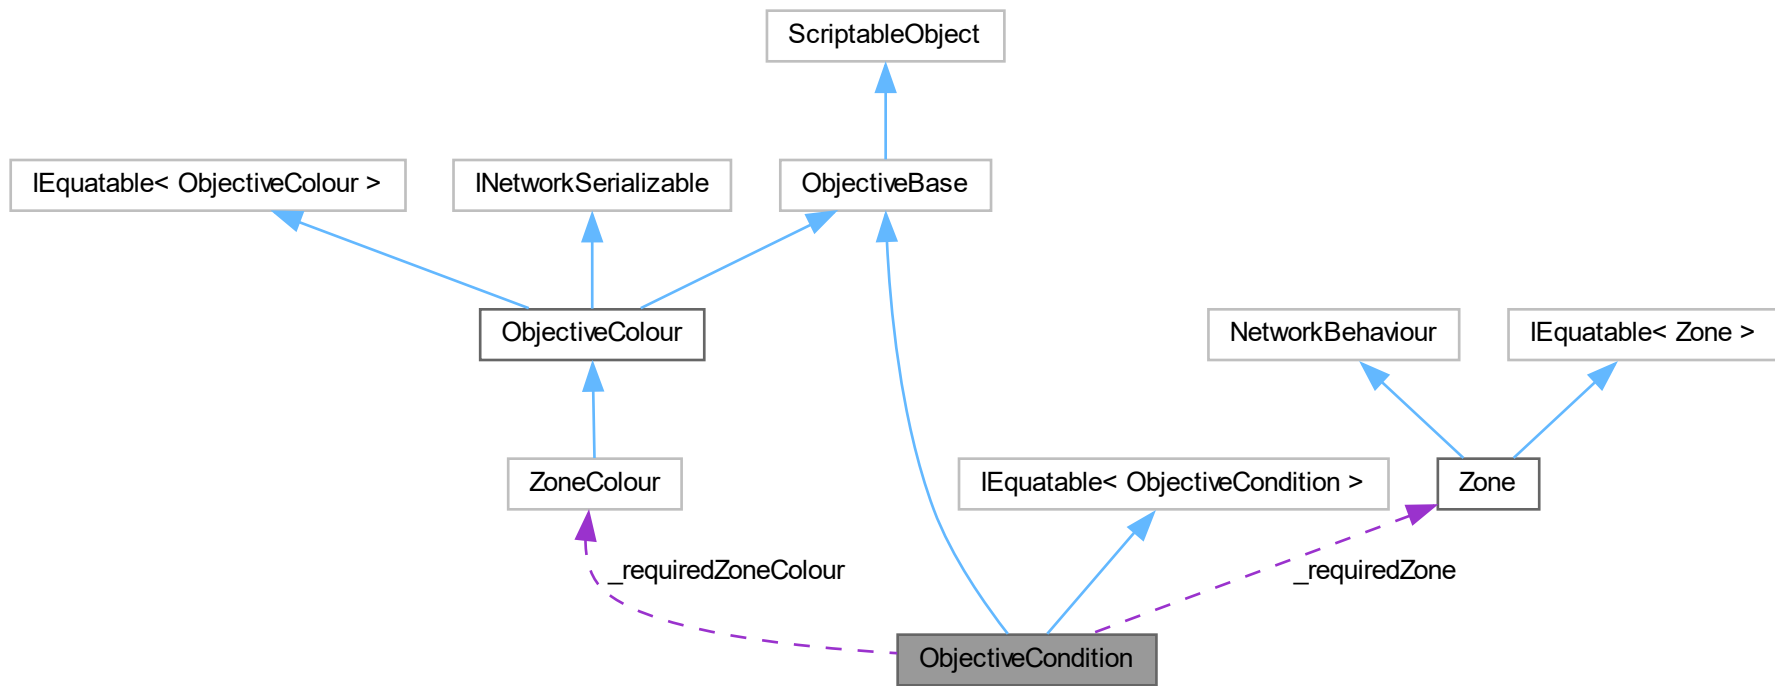 ScriptableObject
IEquatable< ObjectiveColour >
INetworkSerializable
ObjectiveBase
ObjectiveColour
NetworkBehaviour
IEquatable< Zone >
ZoneColour
IEquatable< ObjectiveCondition >
Zone
_requiredZoneColour
_requiredZone
ObjectiveCondition